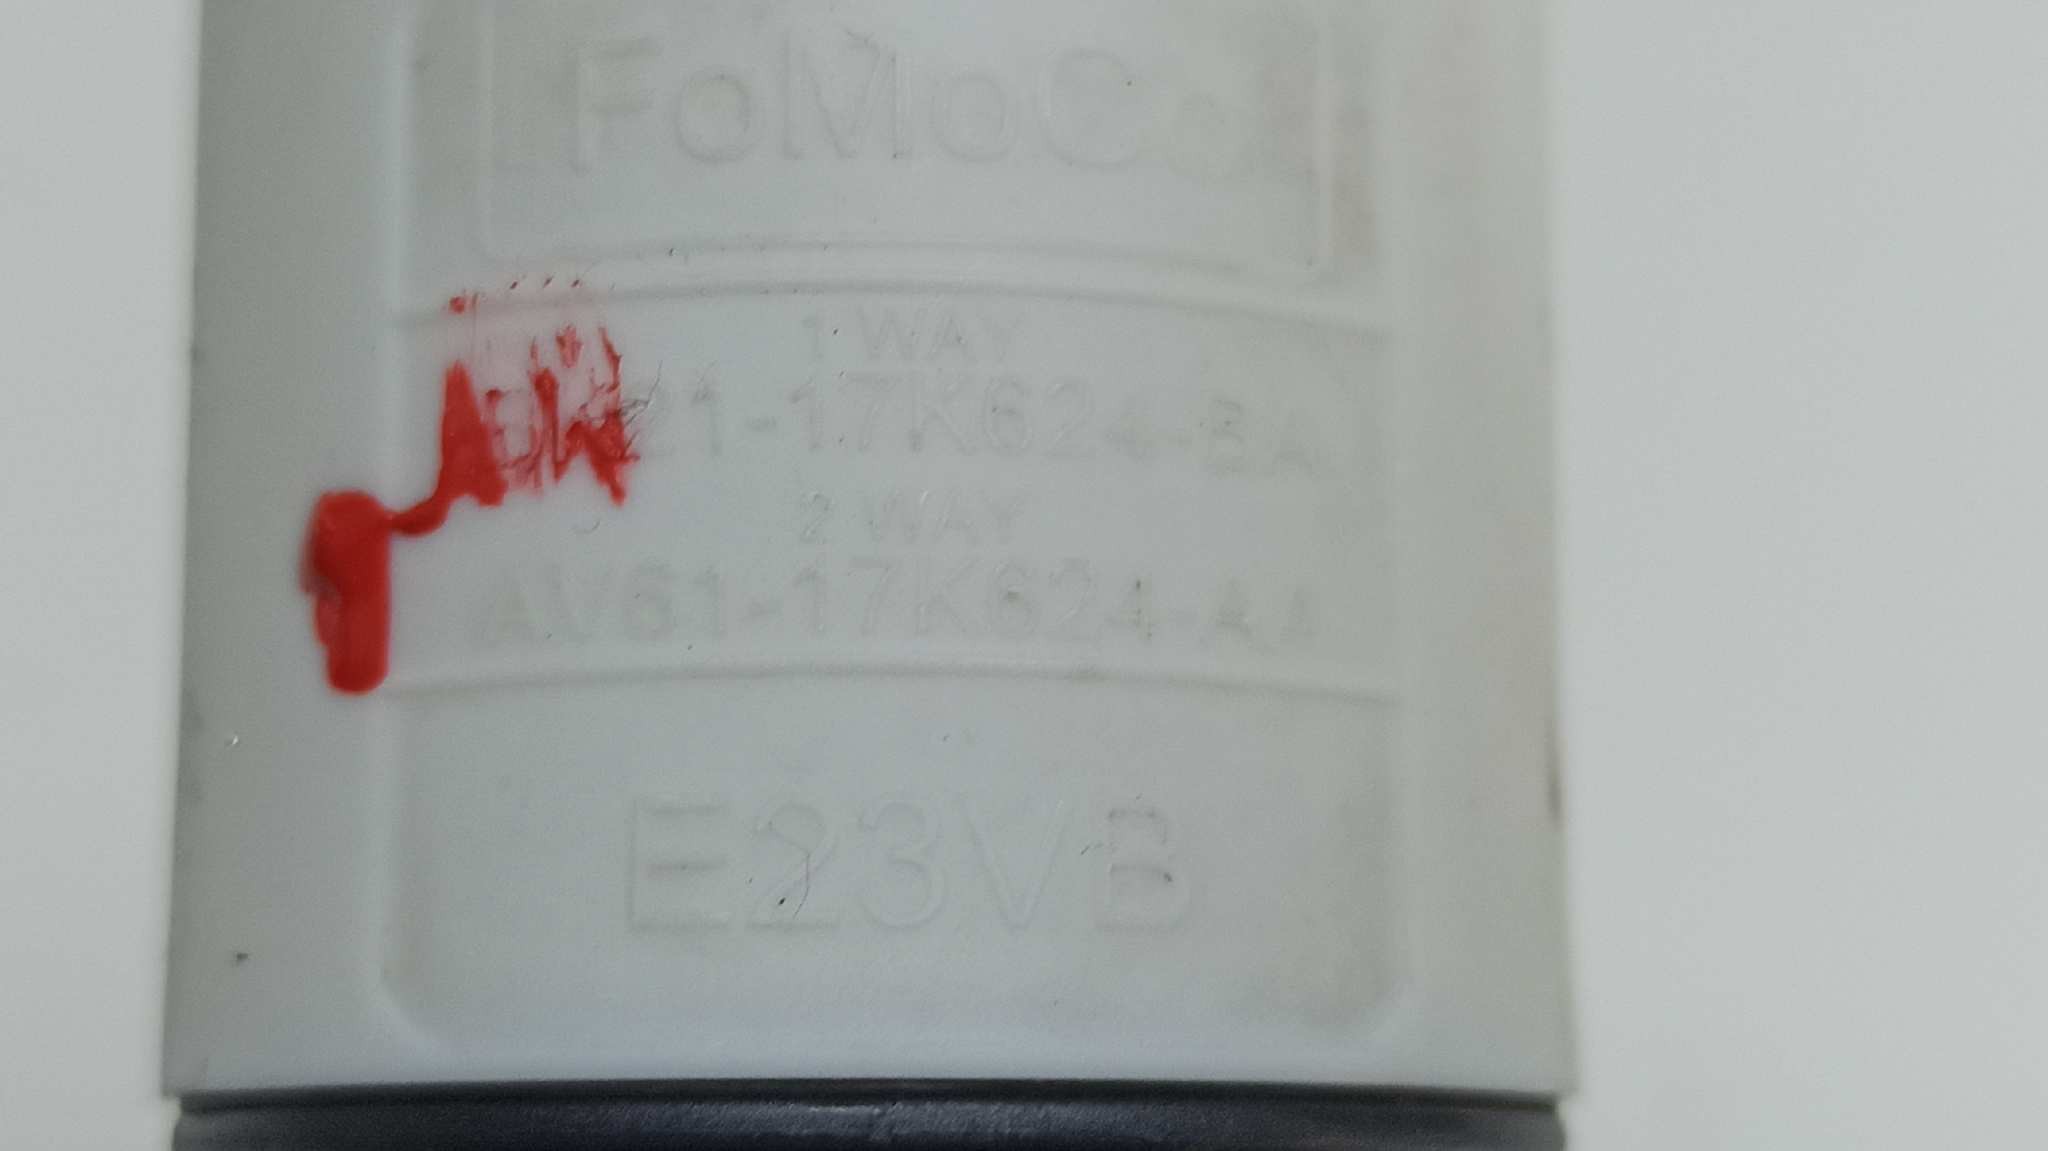 FoMoCo
1 WAY
21-17K624-BA
2 WAY
AV61-17K624-AA
E23VB